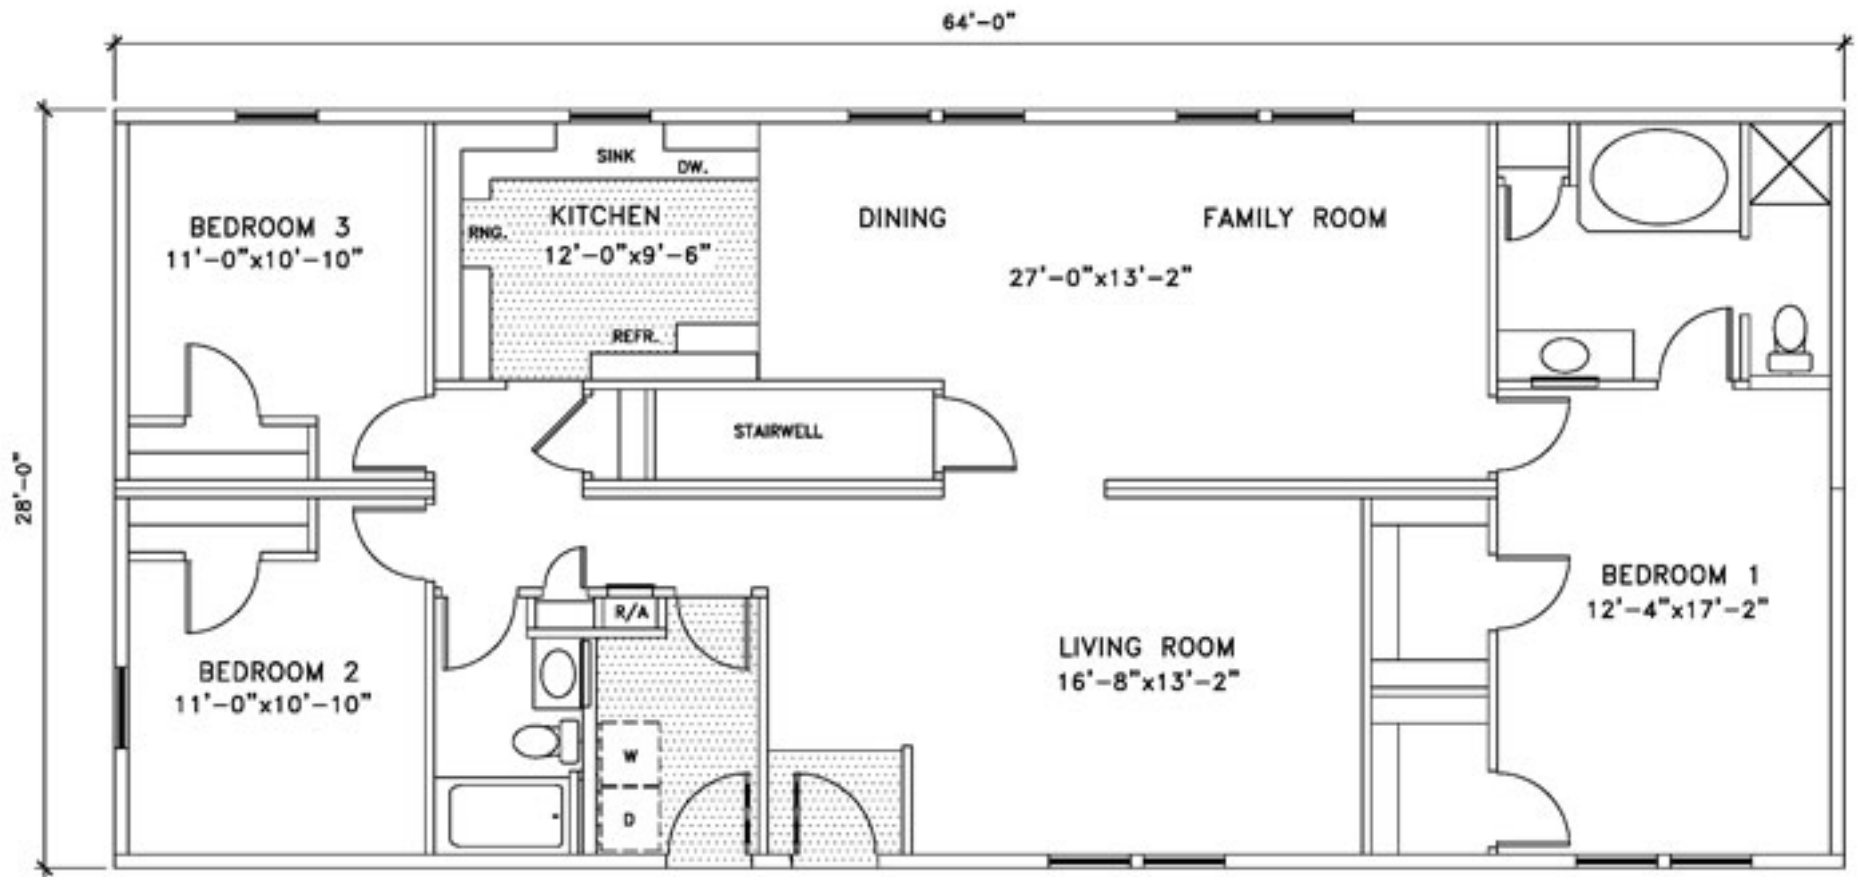 64'-0"
28'-0"
BEDROOM 3
11'-0"x10'-10"
SINK
DW.
KITCHEN
RNG.
12'-0"x9'-6"
REFR.
DINING
FAMILY ROOM
27'-0"x13'-2"
STAIRWELL
BEDROOM 1
12'-4"x17'-2"
R/A
LIVING ROOM
16'-8"x13'-2"
BEDROOM 2
11'-0"x10'-10"
W
D